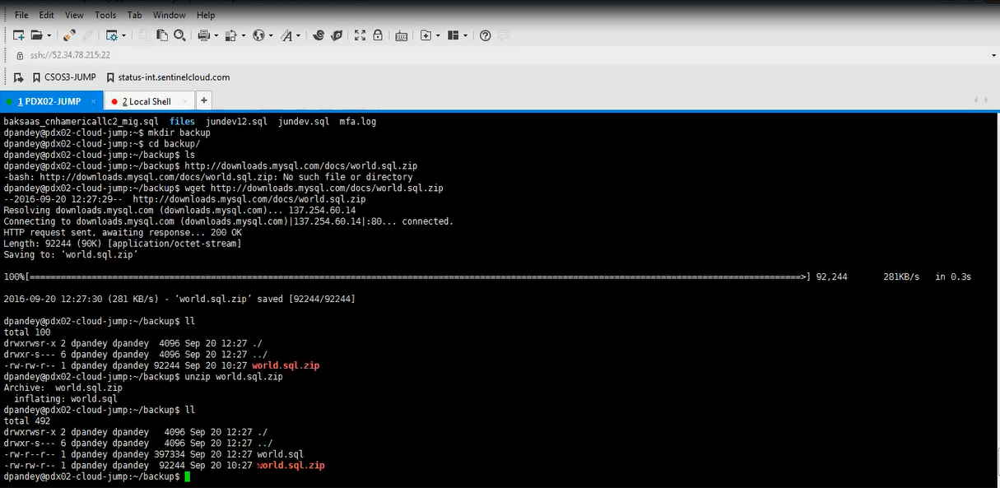 File Edit View Tools Tab Window Help
ssh://52.34.78.215:22
CSOS3-JUMP status-int.sentinelcloud.com
1 PDX02-JUMP × 2 Local Shell × +
baksaas_cnhamericallc2_mig.sql files jundev12.sql jundev.sql mfa.log
dpandey@pdx02-cloud-jump:~$ mkdir backup
dpandey@pdx02-cloud-jump:~$ cd backup/
dpandey@pdx02-cloud-jump:~/backup$ ls
dpandey@pdx02-cloud-jump:~/backup$ http://downloads.mysql.com/docs/world.sql.zip
-bash: http://downloads.mysql.com/docs/world.sql.zip: No such file or directory
dpandey@pdx02-cloud-jump:~/backup$ wget http://downloads.mysql.com/docs/world.sql.zip
--2016-09-20 12:27:29-- http://downloads.mysql.com/docs/world.sql.zip
Resolving downloads.mysql.com (downloads.mysql.com)... 137.254.60.14
Connecting to downloads.mysql.com (downloads.mysql.com)|137.254.60.14|:80... connected.
HTTP request sent, awaiting response... 200 OK
Length: 92244 (90K) [application/octet-stream]
Saving to: ‘world.sql.zip’
100%[======================================================================================================================================================>] 92,244 281KB/s in 0.3s
2016-09-20 12:27:30 (281 KB/s) - ‘world.sql.zip’ saved [92244/92244]
dpandey@pdx02-cloud-jump:~/backup$ ll
total 100
drwxrwsr-x 2 dpandey dpandey 4096 Sep 20 12:27 ./
drwxr-s--- 6 dpandey dpandey 4096 Sep 20 12:27 ../
-rw-rw-r-- 1 dpandey dpandey 92244 Sep 20 10:27 world.sql.zip
dpandey@pdx02-cloud-jump:~/backup$ unzip world.sql.zip
Archive: world.sql.zip
inflating: world.sql
dpandey@pdx02-cloud-jump:~/backup$ ll
total 492
drwxrwsr-x 2 dpandey dpandey 4096 Sep 20 12:27 ./
drwxr-s--- 6 dpandey dpandey 4096 Sep 20 12:27 ../
-rw-r--r-- 1 dpandey dpandey 397334 Sep 20 12:27 world.sql
-rw-rw-r-- 1 dpandey dpandey 92244 Sep 20 10:27 world.sql.zip
dpandey@pdx02-cloud-jump:~/backup$